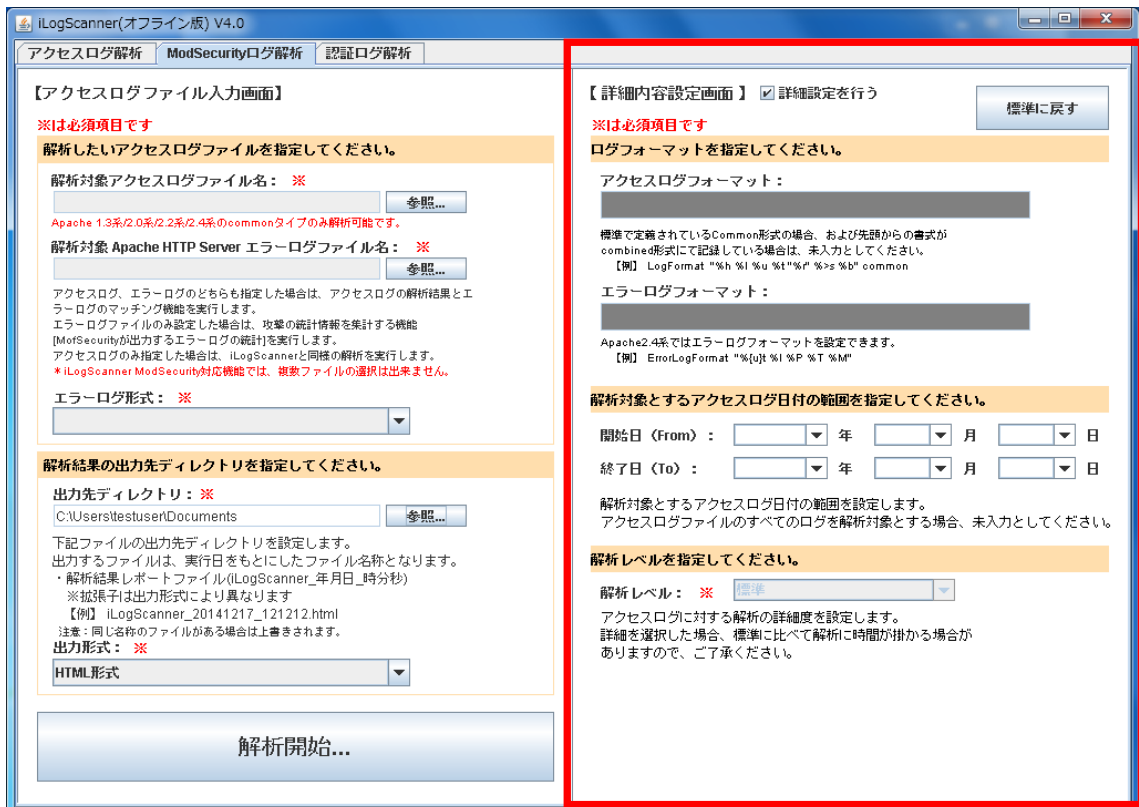 iLogScanner(オフライン版) V4.0
アクセスログ解析
ModSecurityログ解析
認証ログ解析
【アクセスログファイル入力画面】
※は必須項目です
解析したいアクセスログファイルを指定してください。
解析対象アクセスログファイル名： ※
参照...
Apache 1.3系/2.0系/2.2系/2.4系のcommonタイプのみ解析可能です。
解析対象 Apache HTTP Server エラーログファイル名： ※
参照...
アクセスログ、エラーログのどちらも指定した場合は、アクセスログの解析結果とエ
ラーログのマッチング機能を実行します。
エラーログファイルのみ設定した場合は、攻撃の統計情報を集計する機能
[MofSecurityが出力するエラーログの統計]を実行します。
アクセスログのみ指定した場合は、iLogScannerと同様の解析を実行します。
＊iLogScanner ModSecurity対応機能では、複数ファイルの選択は出来ません。
エラーログ形式： ※
解析結果の出力先ディレクトリを指定してください。
出力先ディレクトリ：※
C:\Users\testuser\Documents
参照...
下記ファイルの出力先ディレクトリを設定します。
出力するファイルは、実行日をもとにしたファイル名称となります。
・解析結果レポートファイル(iLogScanner_年月日_時分秒)
※拡張子は出力形式により異なります
【例】 iLogScanner_20141217_121212.html
注意：同じ名称のファイルがある場合は上書きされます。
出力形式： ※
HTML形式
解析開始...
【 詳細内容設定画面 】 詳細設定を行う
標準に戻す
※は必須項目です
ログフォーマットを指定してください。
アクセスログフォーマット：
標準で定義されているCommon形式の場合、および先頭からの書式が
combined形式にて記録している場合は、未入力としてください。
【例】 LogFormat "%h %l %u %t"%r" %>s %b" common
エラーログフォーマット：
Apache2.4系ではエラーログフォーマットを設定できます。
【例】 ErrorLogFormat "%{u}t %l %P %T %M"
解析対象とするアクセスログ日付の範囲を指定してください。
開始日（From）： 年 月 日
終了日（To）： 年 月 日
解析対象とするアクセスログ日付の範囲を設定します。
アクセスログファイルのすべてのログを解析対象とする場合、未入力としてください。
解析レベルを指定してください。
解析レベル： ※ 標準
アクセスログに対する解析の詳細度を設定します。
詳細を選択した場合、標準に比べて解析に時間が掛かる場合が
ありますので、ご了承ください。